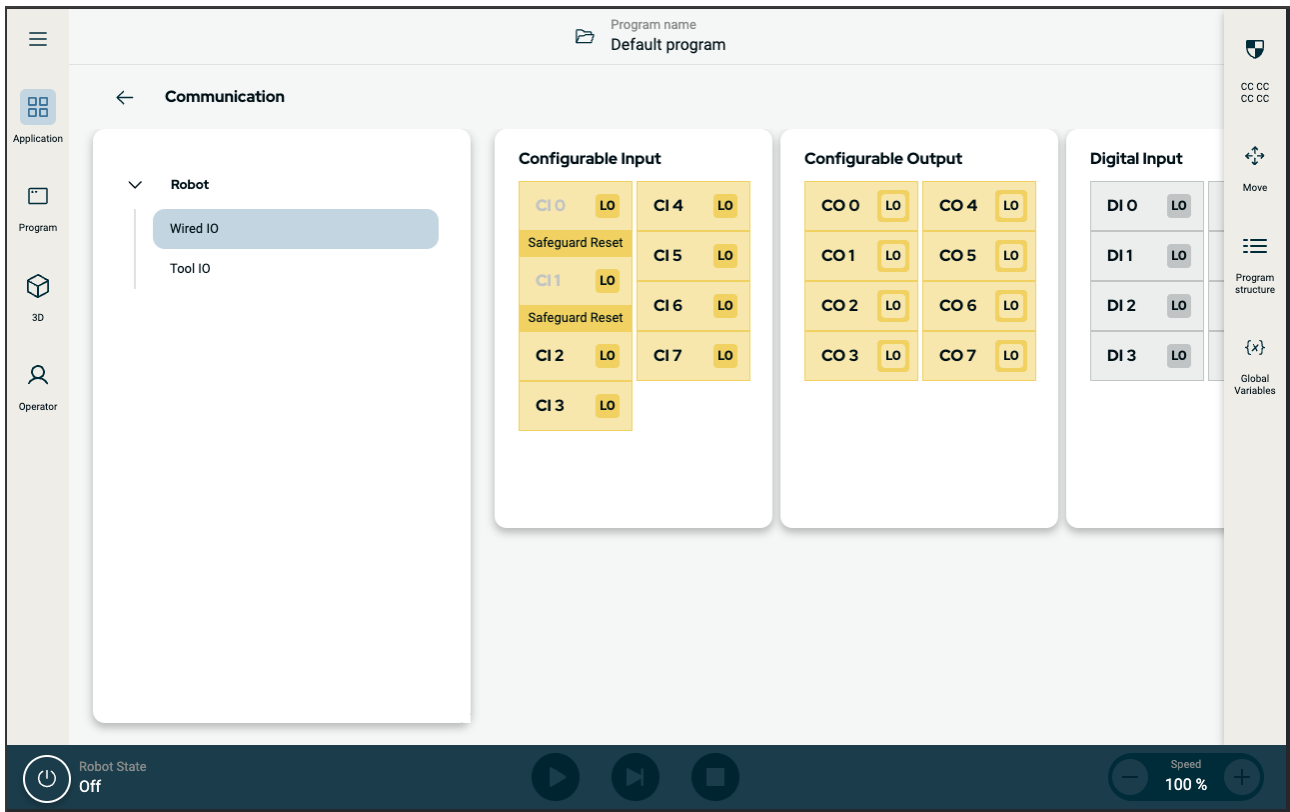 Program name
Default program
Application
Program
3D
Operator
Communication
Robot
Wired IO
Tool IO
Configurable Input
CI 0 LO
Safeguard Reset
CI 1 LO
Safeguard Reset
CI 2 LO
CI 3 LO
CI 4 LO
CI 5 LO
CI 6 LO
CI 7 LO
Configurable Output
CO 0 LO
CO 1 LO
CO 2 LO
CO 3 LO
CO 4 LO
CO 5 LO
CO 6 LO
CO 7 LO
Digital Input
DI 0 LO
DI 1 LO
DI 2 LO
DI 3 LO
CC CC
CC CC
Move
Program
structure
{x}
Global
Variables
Robot State
Off
Speed
100 %